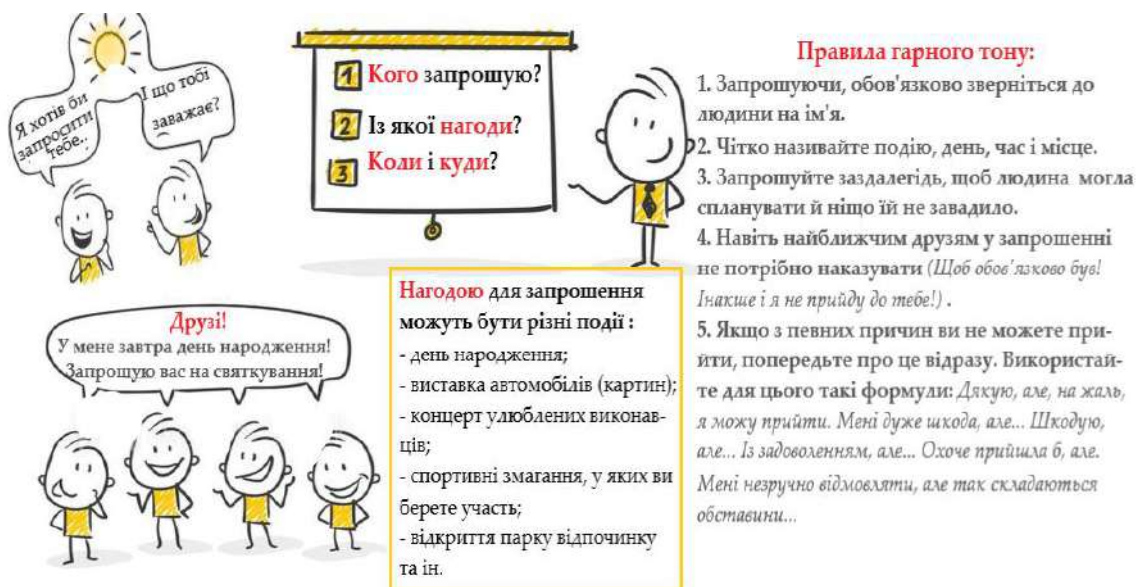 Я хотів би
запросити
тебе..
І що тобі
заважає?
1 Кого запрошую?
2 Із якої нагоди?
3 Коли і куди?
Правила гарного тону:
1. Запрошуючи, обов'язково зверніться до
людини на ім'я.
2. Чітко називайте подію, день, час і місце.
3. Запрошуйте заздалегідь, щоб людина могла
спланувати й ніщо їй не завадило.
4. Навіть найближчим друзям у запрошенні
не потрібно наказувати (Щоб обов'язково був!
Інакше і я не прийду до тебе!) .
5. Якщо з певних причин ви не можете при-
йти, попередьте про це відразу. Використай-
те для цього такі формули: Дякую, але, на жаль,
я можу прийти. Мені дуже шкода, але... Шкодую,
але... Із задоволенням, але... Охоче прийшла б, але.
Мені незручно відмовляти, але так складаються
обставини...
Друзі!
У мене завтра день народження!
Запрошую вас на святкування!
Нагодою для запрошення
можуть бути різні події :
- день народження;
- виставка автомобілів (картин);
- концерт улюблених виконав-
ців;
- спортивні змагання, у яких ви
берете участь;
- відкриття парку відпочинку
та ін.